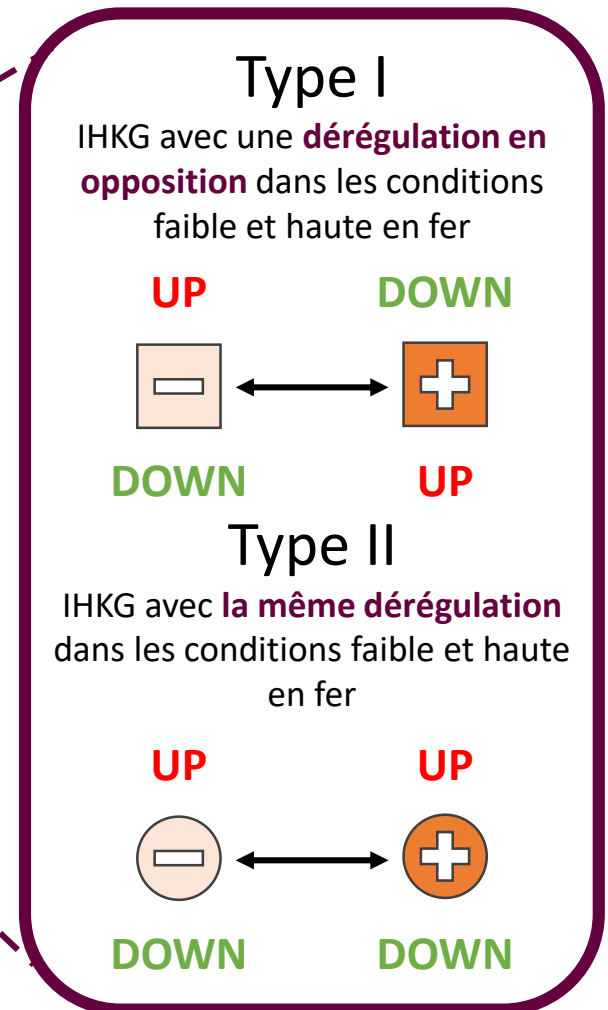 Type I
IHKG avec une dérégulation en
opposition dans les conditions
faible et haute en fer
UP DOWN
DOWN UP
Type II
IHKG avec la même dérégulation
dans les conditions faible et haute
en fer
UP UP
DOWN DOWN